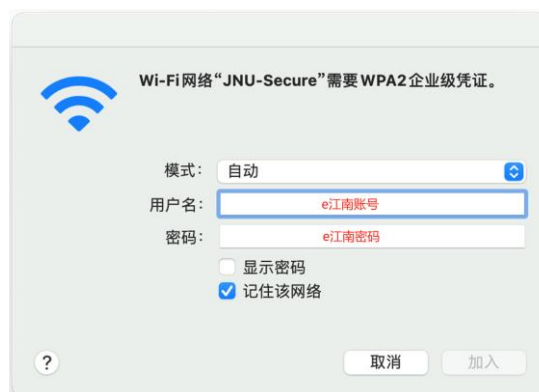 Wi-Fi网络“JNU-Secure”需要WPA2企业级凭证。
模式： 自动
用户名： e江南账号
密码： e江南密码
显示密码
记住该网络
? 取消 加入